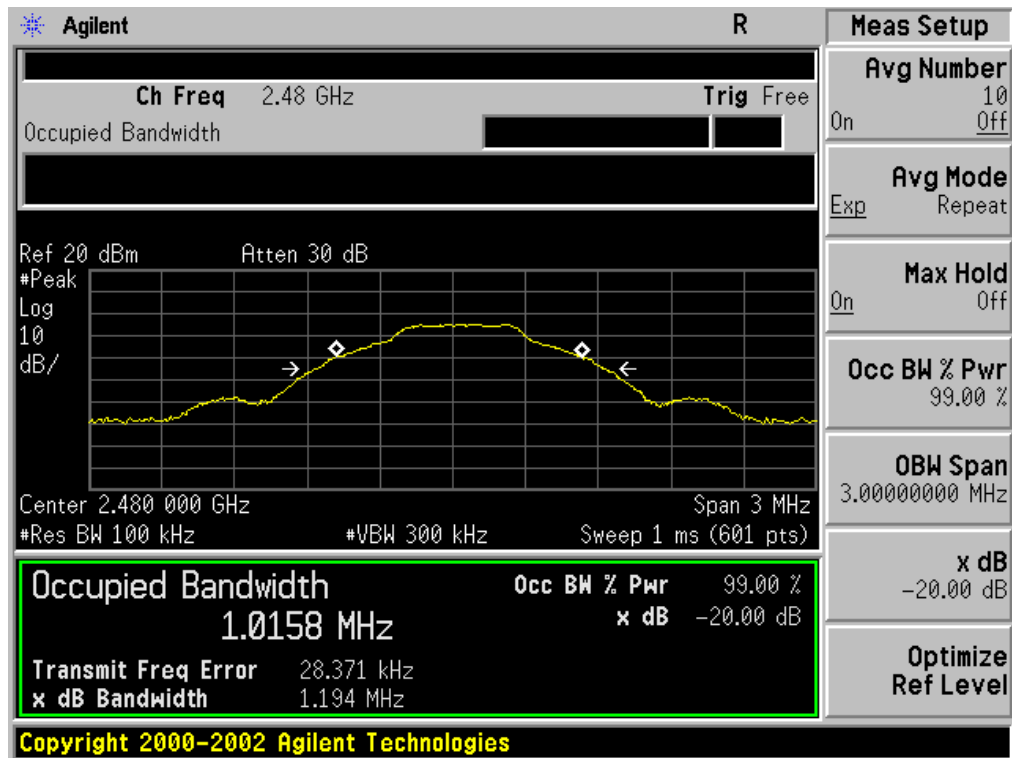 Agilent R Meas Setup
Ch Freq 2.48 GHz Trig Free
Occupied Bandwidth
Ref 20 dBm Atten 30 dB
#Peak
Log
10
dB/
Center 2.480 000 GHz Span 3 MHz
#Res BW 100 kHz #VBW 300 kHz Sweep 1 ms (601 pts)
Occupied Bandwidth Occ BW % Pwr 99.00 %
1.0158 MHz x dB -20.00 dB
Transmit Freq Error 28.371 kHz
x dB Bandwidth 1.194 MHz
Avg Number
10
On Off
Avg Mode
Exp Repeat
Max Hold
On Off
Occ BW % Pwr
99.00 %
OBW Span
3.00000000 MHz
x dB
-20.00 dB
Optimize
Ref Level
Copyright 2000-2002 Agilent Technologies